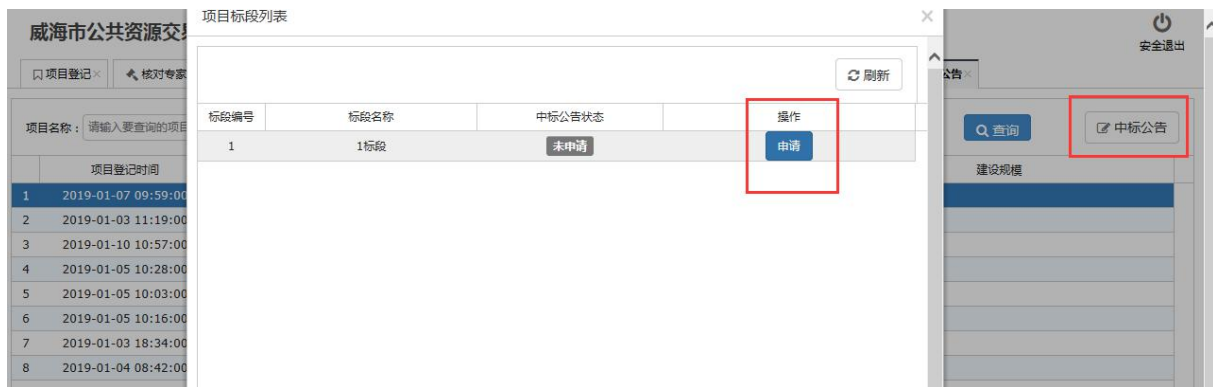 威海市公共资源交
安全退出
项目登记
核对专家
公告
项目名称：
请输入要查询的项目
查询
中标公告
项目登记时间
建设规模
1 2019-01-07 09:59:00
2 2019-01-03 11:19:00
3 2019-01-10 10:57:00
4 2019-01-05 10:28:00
5 2019-01-05 10:03:00
6 2019-01-05 10:16:00
7 2019-01-03 18:34:00
8 2019-01-04 08:42:00
项目标段列表
刷新
标段编号 标段名称 中标公告状态 操作
1 1标段 未申请 申请